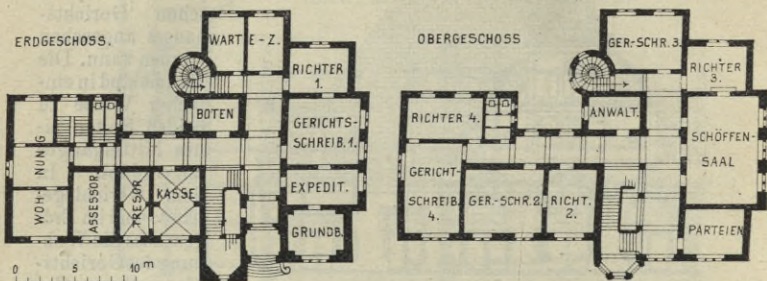 ERDGESCHOSS.
WARTE-Z.
RICHTER
1.
BOTEN
GERICHTS-
SCHREIB.1.
WOH-
NUNG
ASSESSOR.
TRESOR
KASSE
EXPEDIT.
GRUNDB.
0 5 10m
OBERGESCHOSS
GER.-SCHR.3.
RICHTER
3.
RICHTER 4.
ANWALT.
SCHÖFFEN-
SAAL
GERICHT-
SCHREIB.
4.
GER.-SCHR.2.
RICHT.
2.
PARTEIEN